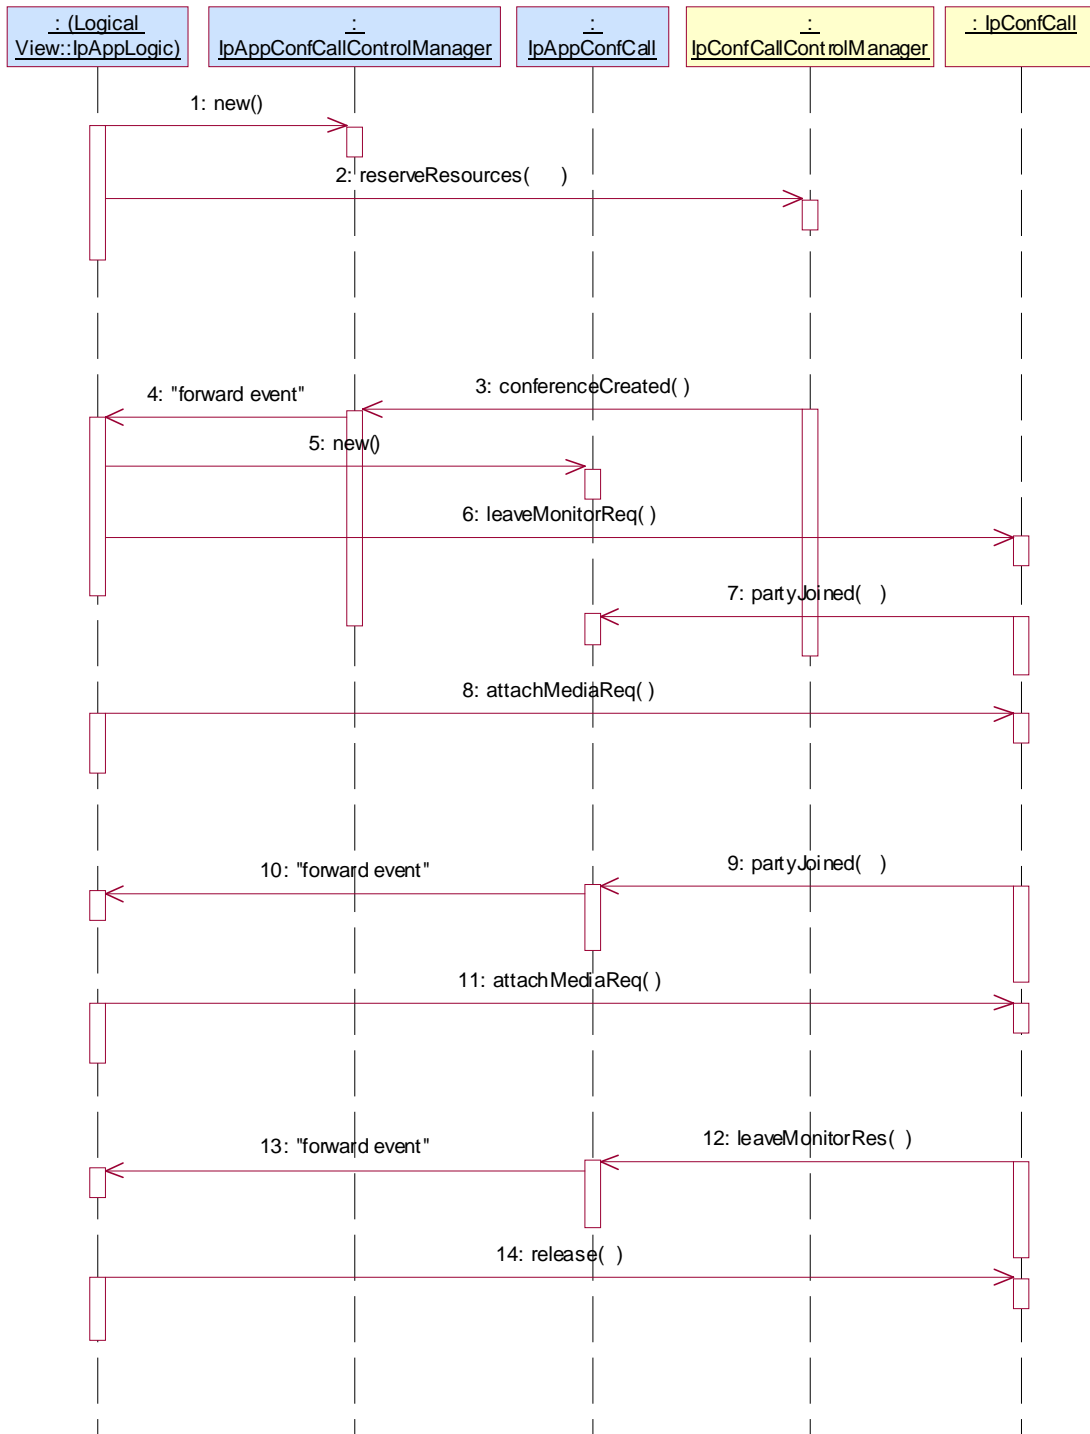 : (Logical
View::IpAppLogic)
:
IpAppConfCallControlManager
:
IpAppConfCall
:
IpConfCallControlManager
: IpConfCall
1: new()
2: reserveResources( )
3: conferenceCreated( )
4: "forward event"
5: new()
6: leaveMonitorReq( )
7: partyJoined( )
8: attachMediaReq( )
9: partyJoined( )
10: "forward event"
11: attachMediaReq( )
12: leaveMonitorRes( )
13: "forward event"
14: release( )